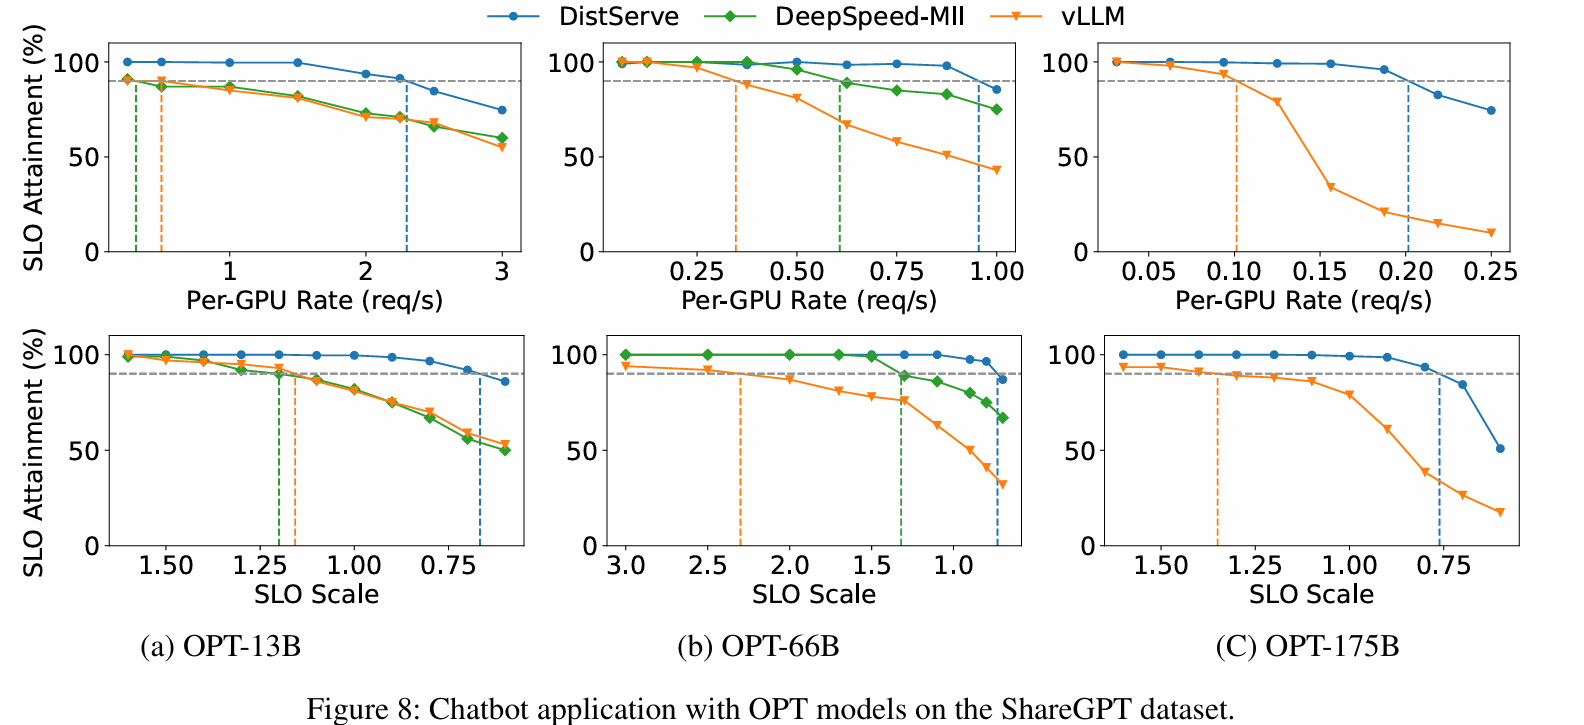 DistServe DeepSpeed-MII vLLM
SLO Attainment (%)
100
50
0
1 2 3
Per-GPU Rate (req/s)
100
50
0
0.25 0.50 0.75 1.00
Per-GPU Rate (req/s)
100
50
0
0.05 0.10 0.15 0.20 0.25
Per-GPU Rate (req/s)
SLO Attainment (%)
100
50
0
1.50 1.25 1.00 0.75
SLO Scale
100
50
0
3.0 2.5 2.0 1.5 1.0
SLO Scale
100
50
0
1.50 1.25 1.00 0.75
SLO Scale
(a) OPT-13B
(b) OPT-66B
(C) OPT-175B
Figure 8: Chatbot application with OPT models on the ShareGPT dataset.